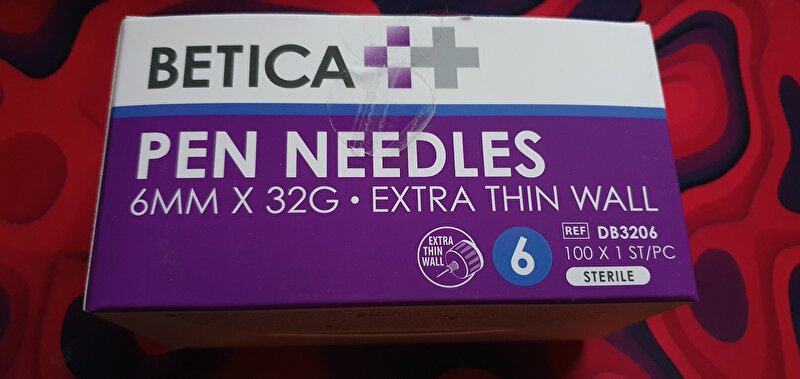 BETICA
PEN NEEDLES
6MM X 32G • EXTRA THIN WALL
EXTRA
THIN
WALL
6
REF DB3206
100 X 1 ST/PC
STERILE